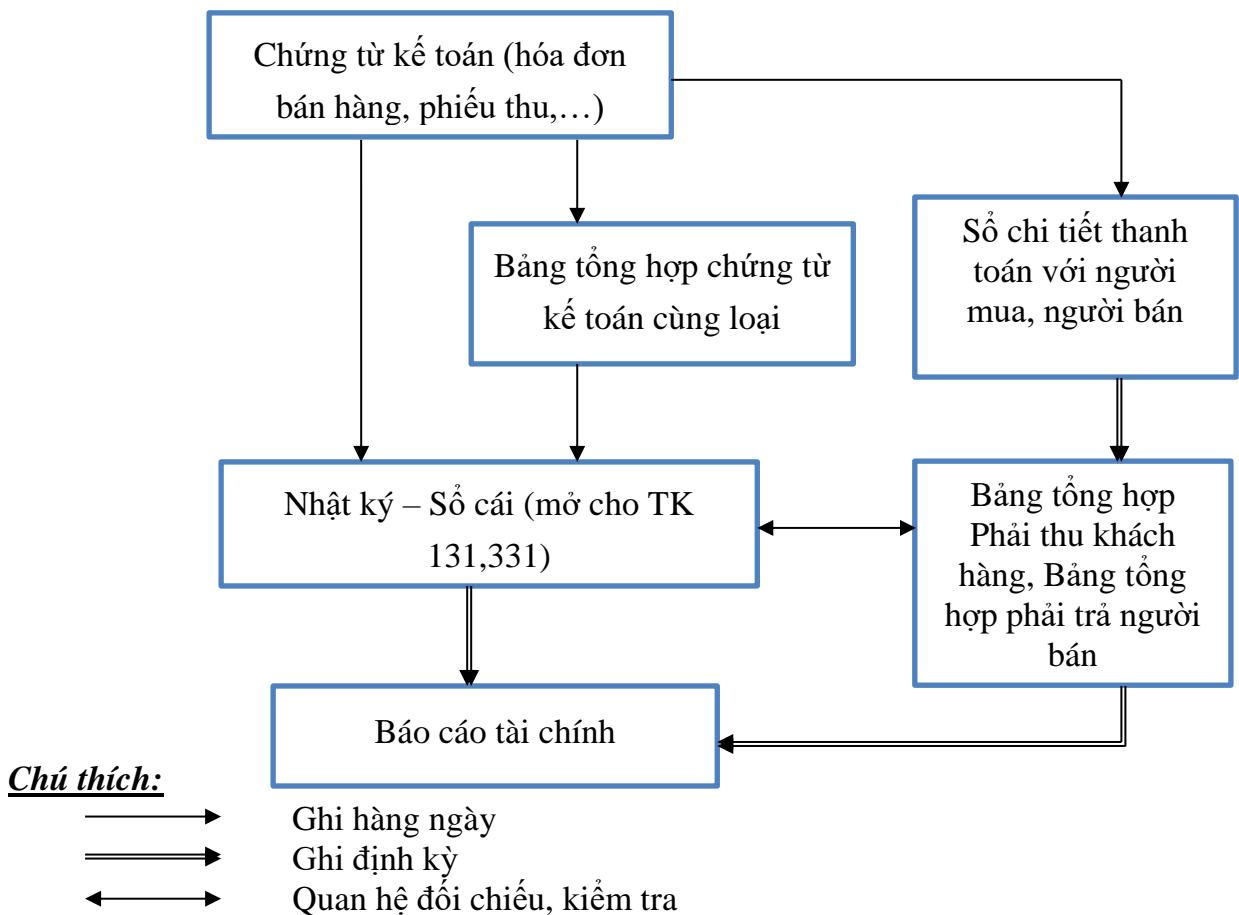 Chứng từ kế toán (hóa đơn
bán hàng, phiếu thu,…)
Bảng tổng hợp chứng từ
kế toán cùng loại
Sổ chi tiết thanh
toán với người
mua, người bán
Nhật ký – Sổ cái (mở cho TK
131,331)
Bảng tổng hợp
Phải thu khách
hàng, Bảng tổng
hợp phải trả người
bán
Báo cáo tài chính
Chú thích:
Ghi hàng ngày
Ghi định kỳ
Quan hệ đối chiếu, kiểm tra